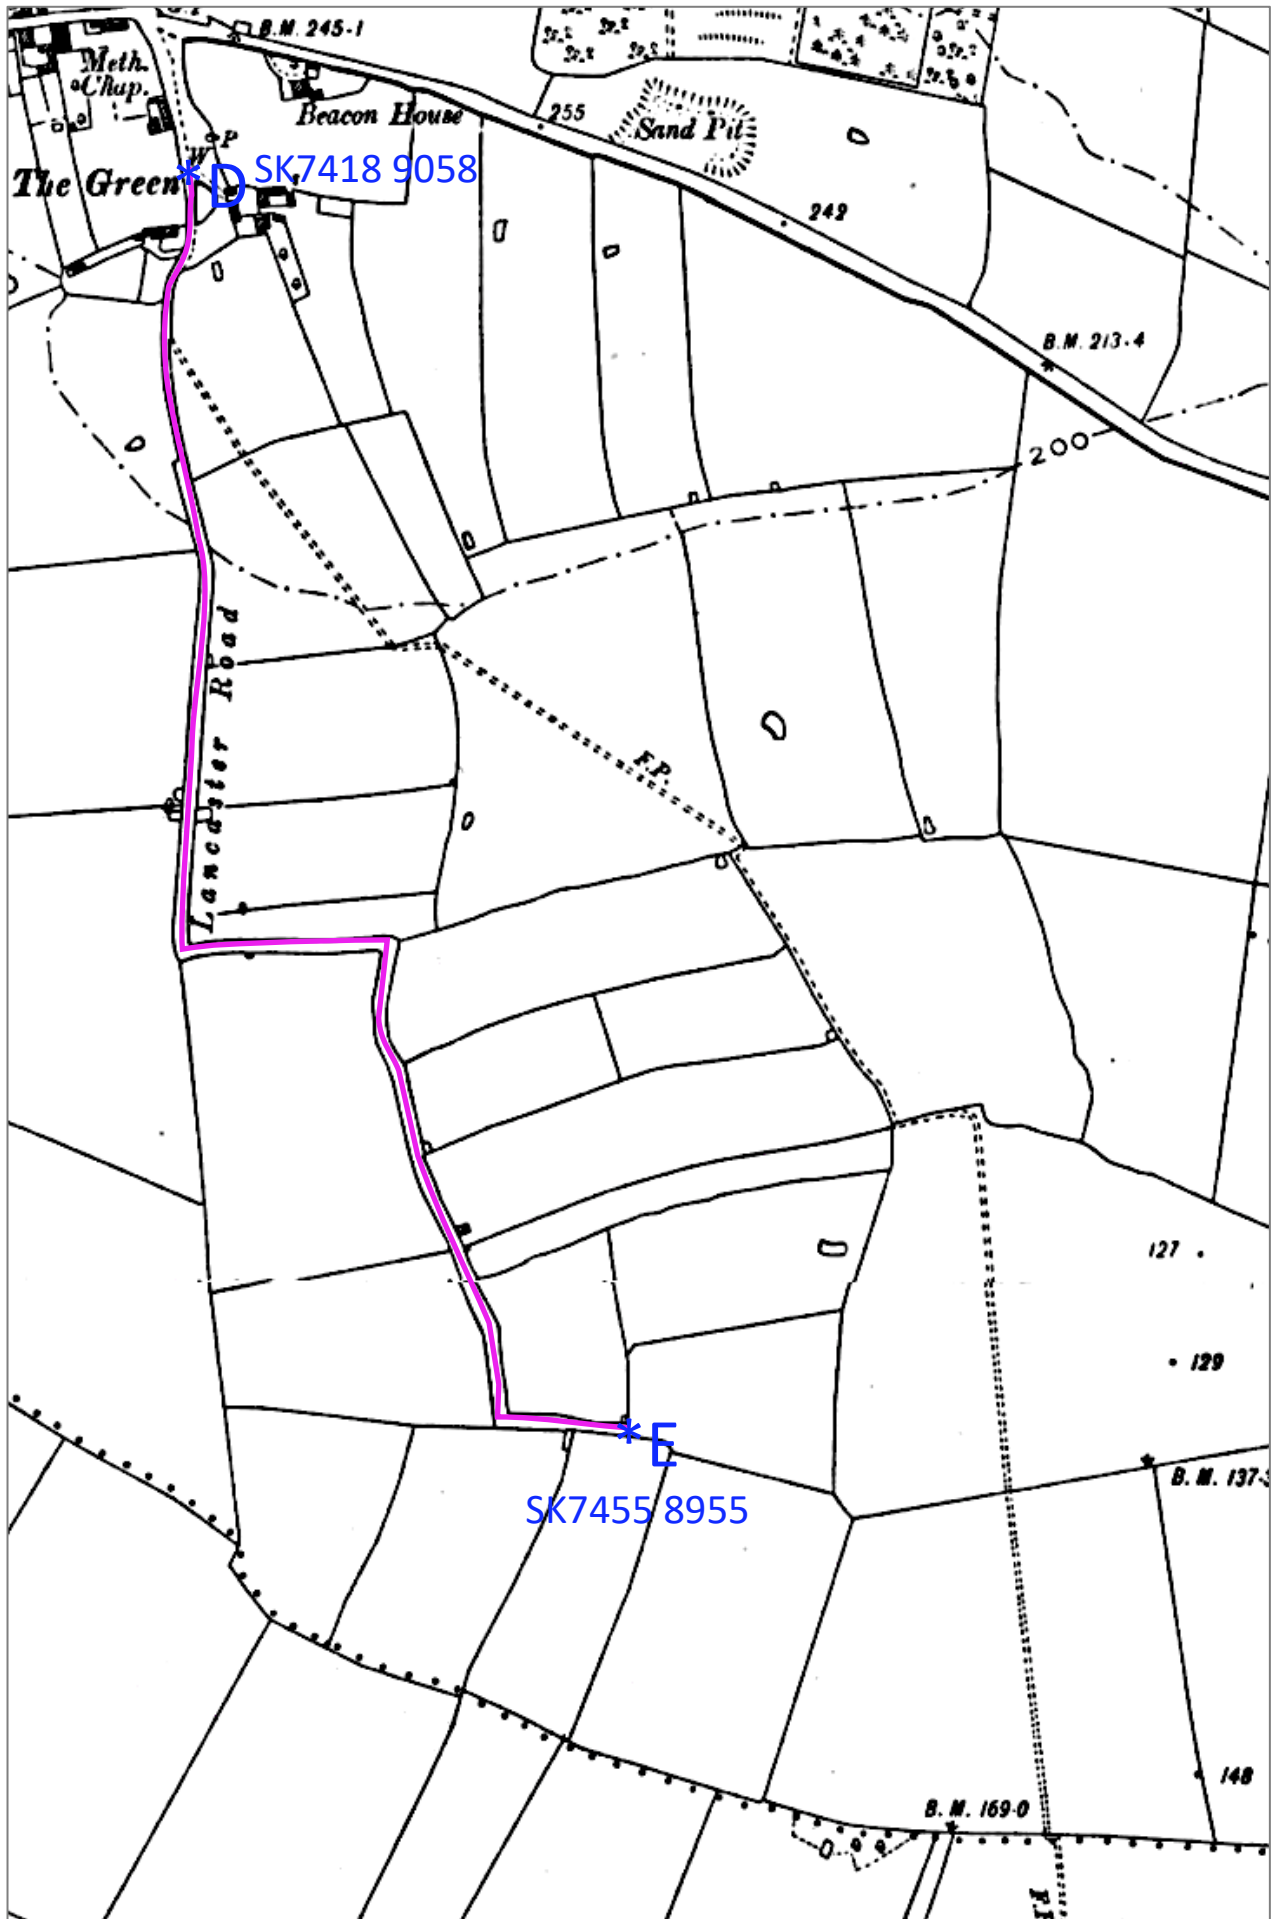 B.M. 245-1
Meth.
Chap.
Beacon House
255
Sand Pit
P
W
The Green
D
SK7418 9058
242
B.M. 213-4
200
Lancaster Road
F.P.
127
129
E
B.M. 137-3
SK7455 8955
148
B.M. 169-0
F.P